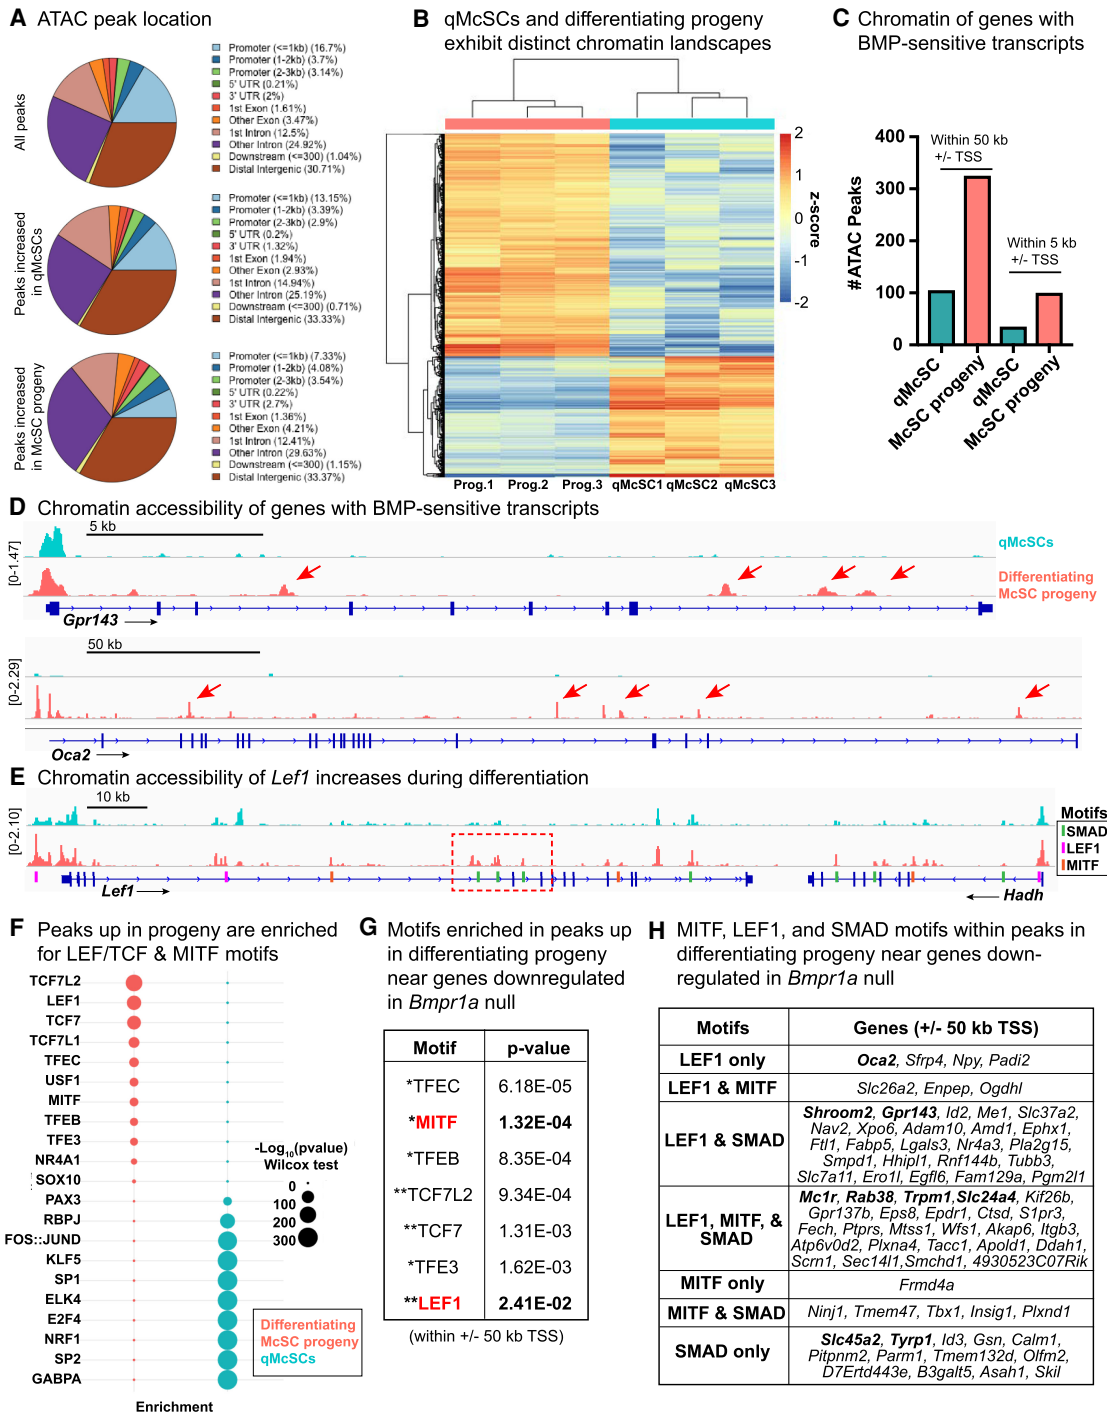 A ATAC peak location
All peaks
Promoter (<=1kb) (16.7%)
Promoter (1-2kb) (3.7%)
Promoter (2-3kb) (3.14%)
5' UTR (0.21%)
3' UTR (2%)
1st Exon (1.61%)
Other Exon (3.47%)
1st Intron (12.5%)
Other Intron (24.92%)
Downstream (<=300) (1.04%)
Distal Intergenic (30.71%)
Peaks increased
in qMcSCs
Promoter (<=1kb) (13.15%)
Promoter (1-2kb) (3.39%)
Promoter (2-3kb) (2.9%)
5' UTR (0.2%)
3' UTR (1.32%)
1st Exon (1.94%)
Other Exon (2.93%)
1st Intron (14.94%)
Other Intron (25.19%)
Downstream (<=300) (0.71%)
Distal Intergenic (33.33%)
Peaks increased
in McSC progeny
Promoter (<=1kb) (7.33%)
Promoter (1-2kb) (4.08%)
Promoter (2-3kb) (3.54%)
5' UTR (0.22%)
3' UTR (2.7%)
1st Exon (1.36%)
Other Exon (4.21%)
1st Intron (12.41%)
Other Intron (29.63%)
Downstream (<=300) (1.15%)
Distal Intergenic (33.37%)
B qMcSCs and differentiating progeny
exhibit distinct chromatin landscapes
2
1
0
-1
-2
z-score
Prog.1 Prog.2 Prog.3 qMcSC1 qMcSC2 qMcSC3
C Chromatin of genes with
BMP-sensitive transcripts
#ATAC Peaks
400
300
200
100
0
Within 50 kb
+/- TSS
Within 5 kb
+/- TSS
qMcSC
McSC progeny
qMcSC
McSC progeny
D Chromatin accessibility of genes with BMP-sensitive transcripts
[0-1.47]
5 kb
qMcSCs
Differentiating
McSC progeny
Gpr143
[0-2.29]
50 kb
Oca2
E Chromatin accessibility of Lef1 increases during differentiation
[0-2.10]
10 kb
Motifs
SMAD
LEF1
MITF
Lef1
Hadh
F Peaks up in progeny are enriched
for LEF/TCF & MITF motifs
TCF7L2
LEF1
TCF7
TCF7L1
TFEC
USF1
MITF
TFEB
TFE3
NR4A1
SOX10
PAX3
RBPJ
FOS::JUND
KLF5
SP1
ELK4
E2F4
NRF1
SP2
GABPA
-Log10(pvalue)
Wilcox test
0
100
200
300
Differentiating
McSC progeny
qMcSCs
Enrichment
G Motifs enriched in peaks up
in differentiating progeny
near genes downregulated
in Bmpr1a null
Motif p-value
*TFEC 6.18E-05
*MITF 1.32E-04
*TFEB 8.35E-04
**TCF7L2 9.34E-04
**TCF7 1.31E-03
*TFE3 1.62E-03
**LEF1 2.41E-02
(within +/- 50 kb TSS)
H MITF, LEF1, and SMAD motifs within peaks in
differentiating progeny near genes down-
regulated in Bmpr1a null
Motifs Genes (+/- 50 kb TSS)
LEF1 only Oca2, Sfrp4, Npy, Padi2
LEF1 & MITF Slc26a2, Enpep, Ogdhl
LEF1 & SMAD
Shroom2, Gpr143, Id2, Me1, Slc37a2,
Nav2, Xpo6, Adam10, Amd1, Ephx1,
Ftl1, Fabp5, Lgals3, Nr4a3, Pla2g15,
Smpd1, Hhipl1, Rnf144b, Tubb3,
Slc7a11, Ero1l, Egfl6, Fam129a, Pgm2l1
LEF1, MITF, &
SMAD
Mc1r, Rab38, Trpm1,Slc24a4, Kif26b,
Gpr137b, Eps8, Epdr1, Ctsd, S1pr3,
Fech, Ptprs, Mtss1, Wfs1, Akap6, Itgb3,
Atp6v0d2, Plxna4, Tacc1, Apold1, Ddah1,
Scrn1, Sec14l1,Smchd1, 4930523C07Rik
MITF only Frmd4a
MITF & SMAD Ninj1, Tmem47, Tbx1, Insig1, Plxnd1
SMAD only
Slc45a2, Tyrp1, Id3, Gsn, Calm1,
Pitpnm2, Parm1, Tmem132d, Olfm2,
D7Ertd443e, B3galt5, Asah1, Skil